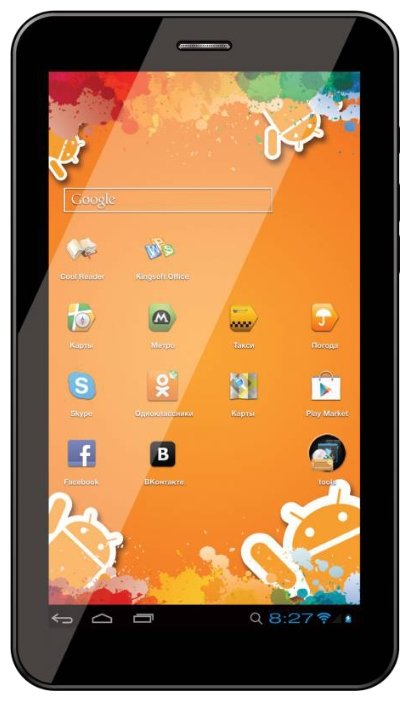 Google
Cool Reader
Kingsoft Office
Карты
Метро
Такси
Погода
Skype
Одноклассники
Карты
Play Market
Facebook
ВКонтакте
tools
8:27